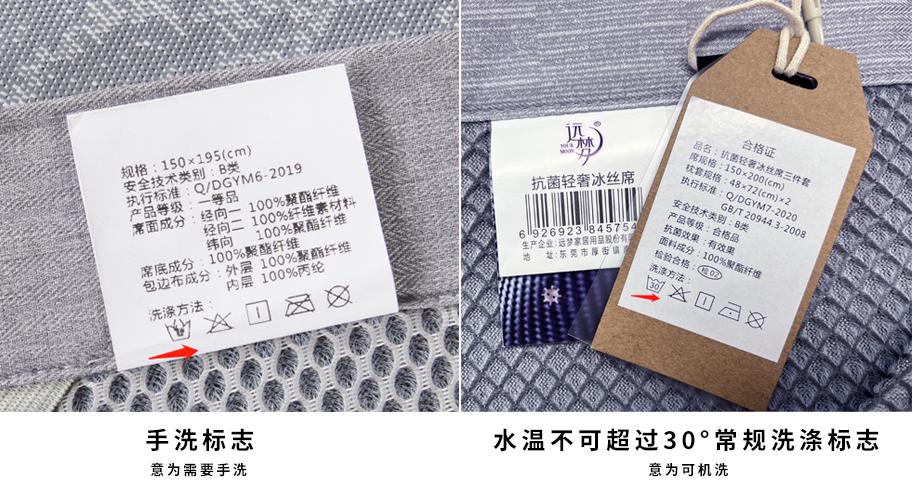 规格：150×195(cm)
安全技术类别：B类
执行标准：Q/DGYM6-2019
产品等级：一等品
席面成分：经向一 100%聚酯纤维
经向二 100%纤维素材料
纬向 100%聚酯纤维
席底成分：100%聚酯纤维
包边布成分：外层 100%聚酯纤维
内层 100%丙纶
洗涤方法：
远梦
YOUR MOON
抗菌轻奢冰丝席
6 926923 84575
生产企业：远梦家居用品股份有限
地 址：东莞市厚街镇
合格证
品名：抗菌轻奢冰丝席三件套
席规格：150×200(cm)
枕套规格：48×72(cm)×2
执行标准：Q/DGYM7-2020
GB/T 20944.3-2008
安全技术类别：B类
产品等级：合格品
抗菌效果：有效果
面料成分：100%聚酯纤维
检验合格：检02
洗涤方法：
30
手洗标志
意为需要手洗
水温不可超过30°常规洗涤标志
意为可机洗